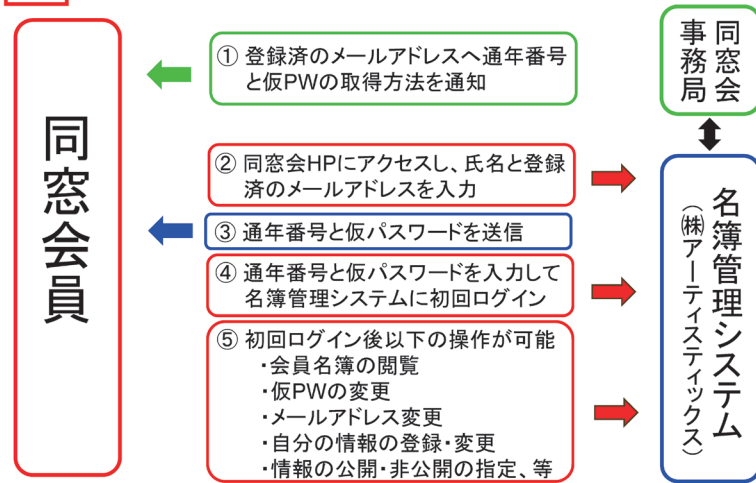 同窓会員
① 登録済のメールアドレスへ通年番号
と仮PWの取得方法を通知
② 同窓会HPにアクセスし、氏名と登録
済のメールアドレスを入力
③ 通年番号と仮パスワードを送信
④ 通年番号と仮パスワードを入力して
名簿管理システムに初回ログイン
⑤ 初回ログイン後以下の操作が可能
・会員名簿の閲覧
・仮PWの変更
・メールアドレス変更
・自分の情報の登録・変更
・情報の公開・非公開の指定、等
同窓会
事務局
名簿管理システム
(㈱アーティスティックス)